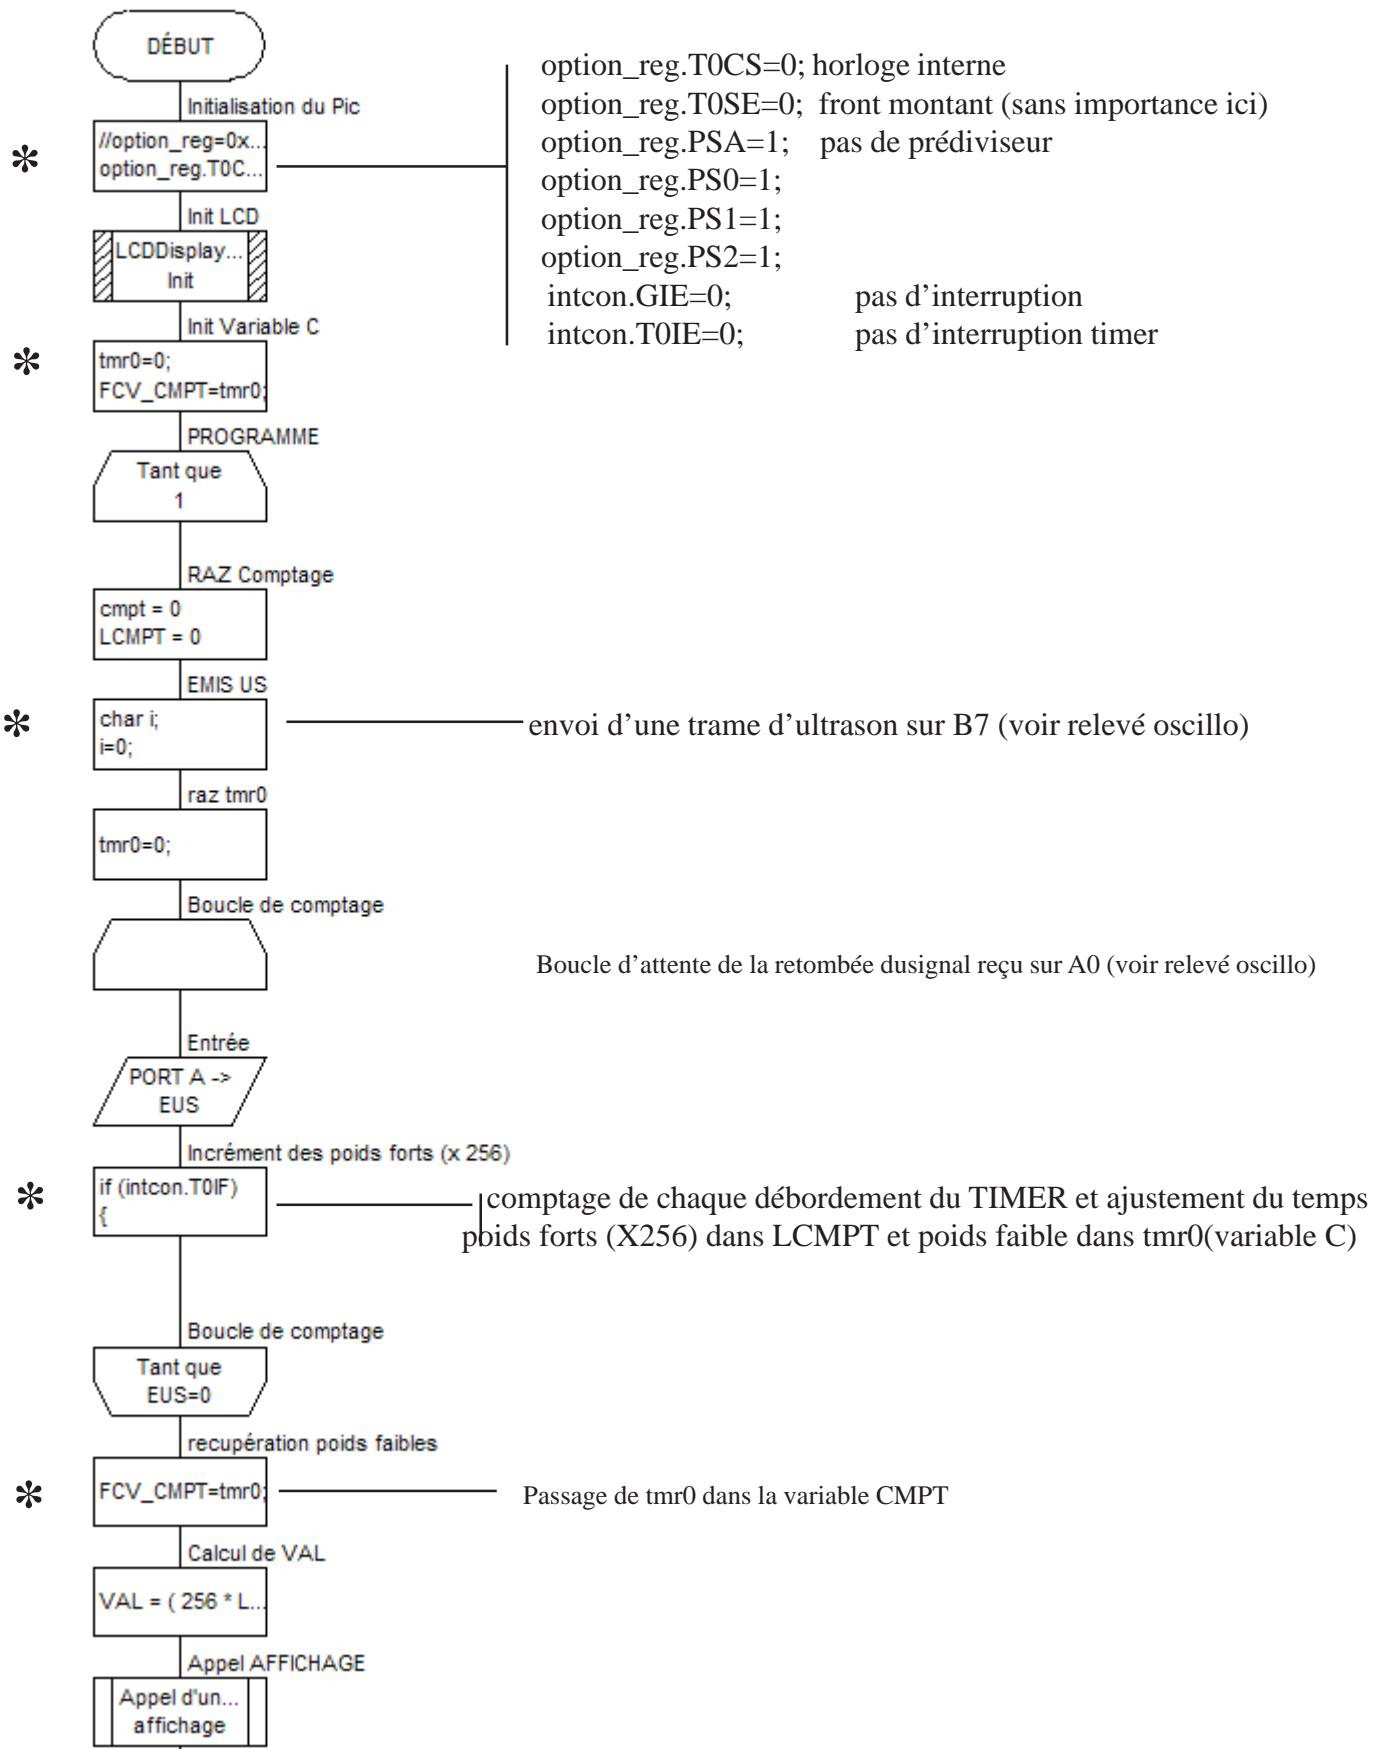 DÉBUT
Initialisation du Pic
//option_reg=0x...
option_reg.T0C...
option_reg.T0CS=0; horloge interne
option_reg.T0SE=0; front montant (sans importance ici)
option_reg.PSA=1; pas de prédiviseur
option_reg.PS0=1;
option_reg.PS1=1;
option_reg.PS2=1;
intcon.GIE=0; pas d'interruption
intcon.T0IE=0; pas d'interruption timer
*
Init LCD
LCDDisplay...
Init
Init Variable C
*
tmr0=0;
FCV_CMPT=tmr0;
PROGRAMME
Tant que
1
RAZ Comptage
cmpt = 0
LCMPT = 0
EMIS US
*
char i;
i=0;
envoi d'une trame d'ultrason sur B7 (voir relevé oscillo)
raz tmr0
tmr0=0;
Boucle de comptage
Boucle d'attente de la retombée dusignal reçu sur A0 (voir relevé oscillo)
Entrée
PORT A ->
EUS
Incrément des poids forts (x 256)
*
if (intcon.T0IF)
{
comptage de chaque débordement du TIMER et ajustement du temps
poids forts (X256) dans LCMPT et poids faible dans tmr0(variable C)
Boucle de comptage
Tant que
EUS=0
recupération poids faibles
*
FCV_CMPT=tmr0;
Passage de tmr0 dans la variable CMPT
Calcul de VAL
VAL = ( 256 * L...
Appel AFFICHAGE
Appel d'un...
affichage